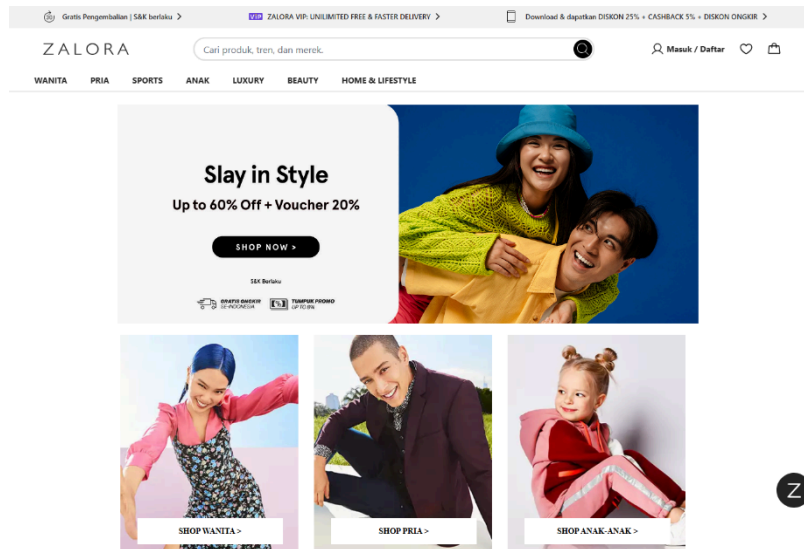 Gratis Pengembalian | S&K berlaku >
VIP ZALORA VIP: UNLIMITED FREE & FASTER DELIVERY >
Download & dapatkan DISKON 25% + CASHBACK 5% + DISKON ONGKIR >
ZALORA
Cari produk, tren, dan merek.
Masuk / Daftar
WANITA PRIA SPORTS ANAK LUXURY BEAUTY HOME & LIFESTYLE
Slay in Style
Up to 60% Off + Voucher 20%
SHOP NOW >
S&K Berlaku
GRATIS ONGKIR TUMPUK PROMO
SE-INDONESIA
Z
SHOP WANITA > SHOP PRIA > SHOP ANAK-ANAK >